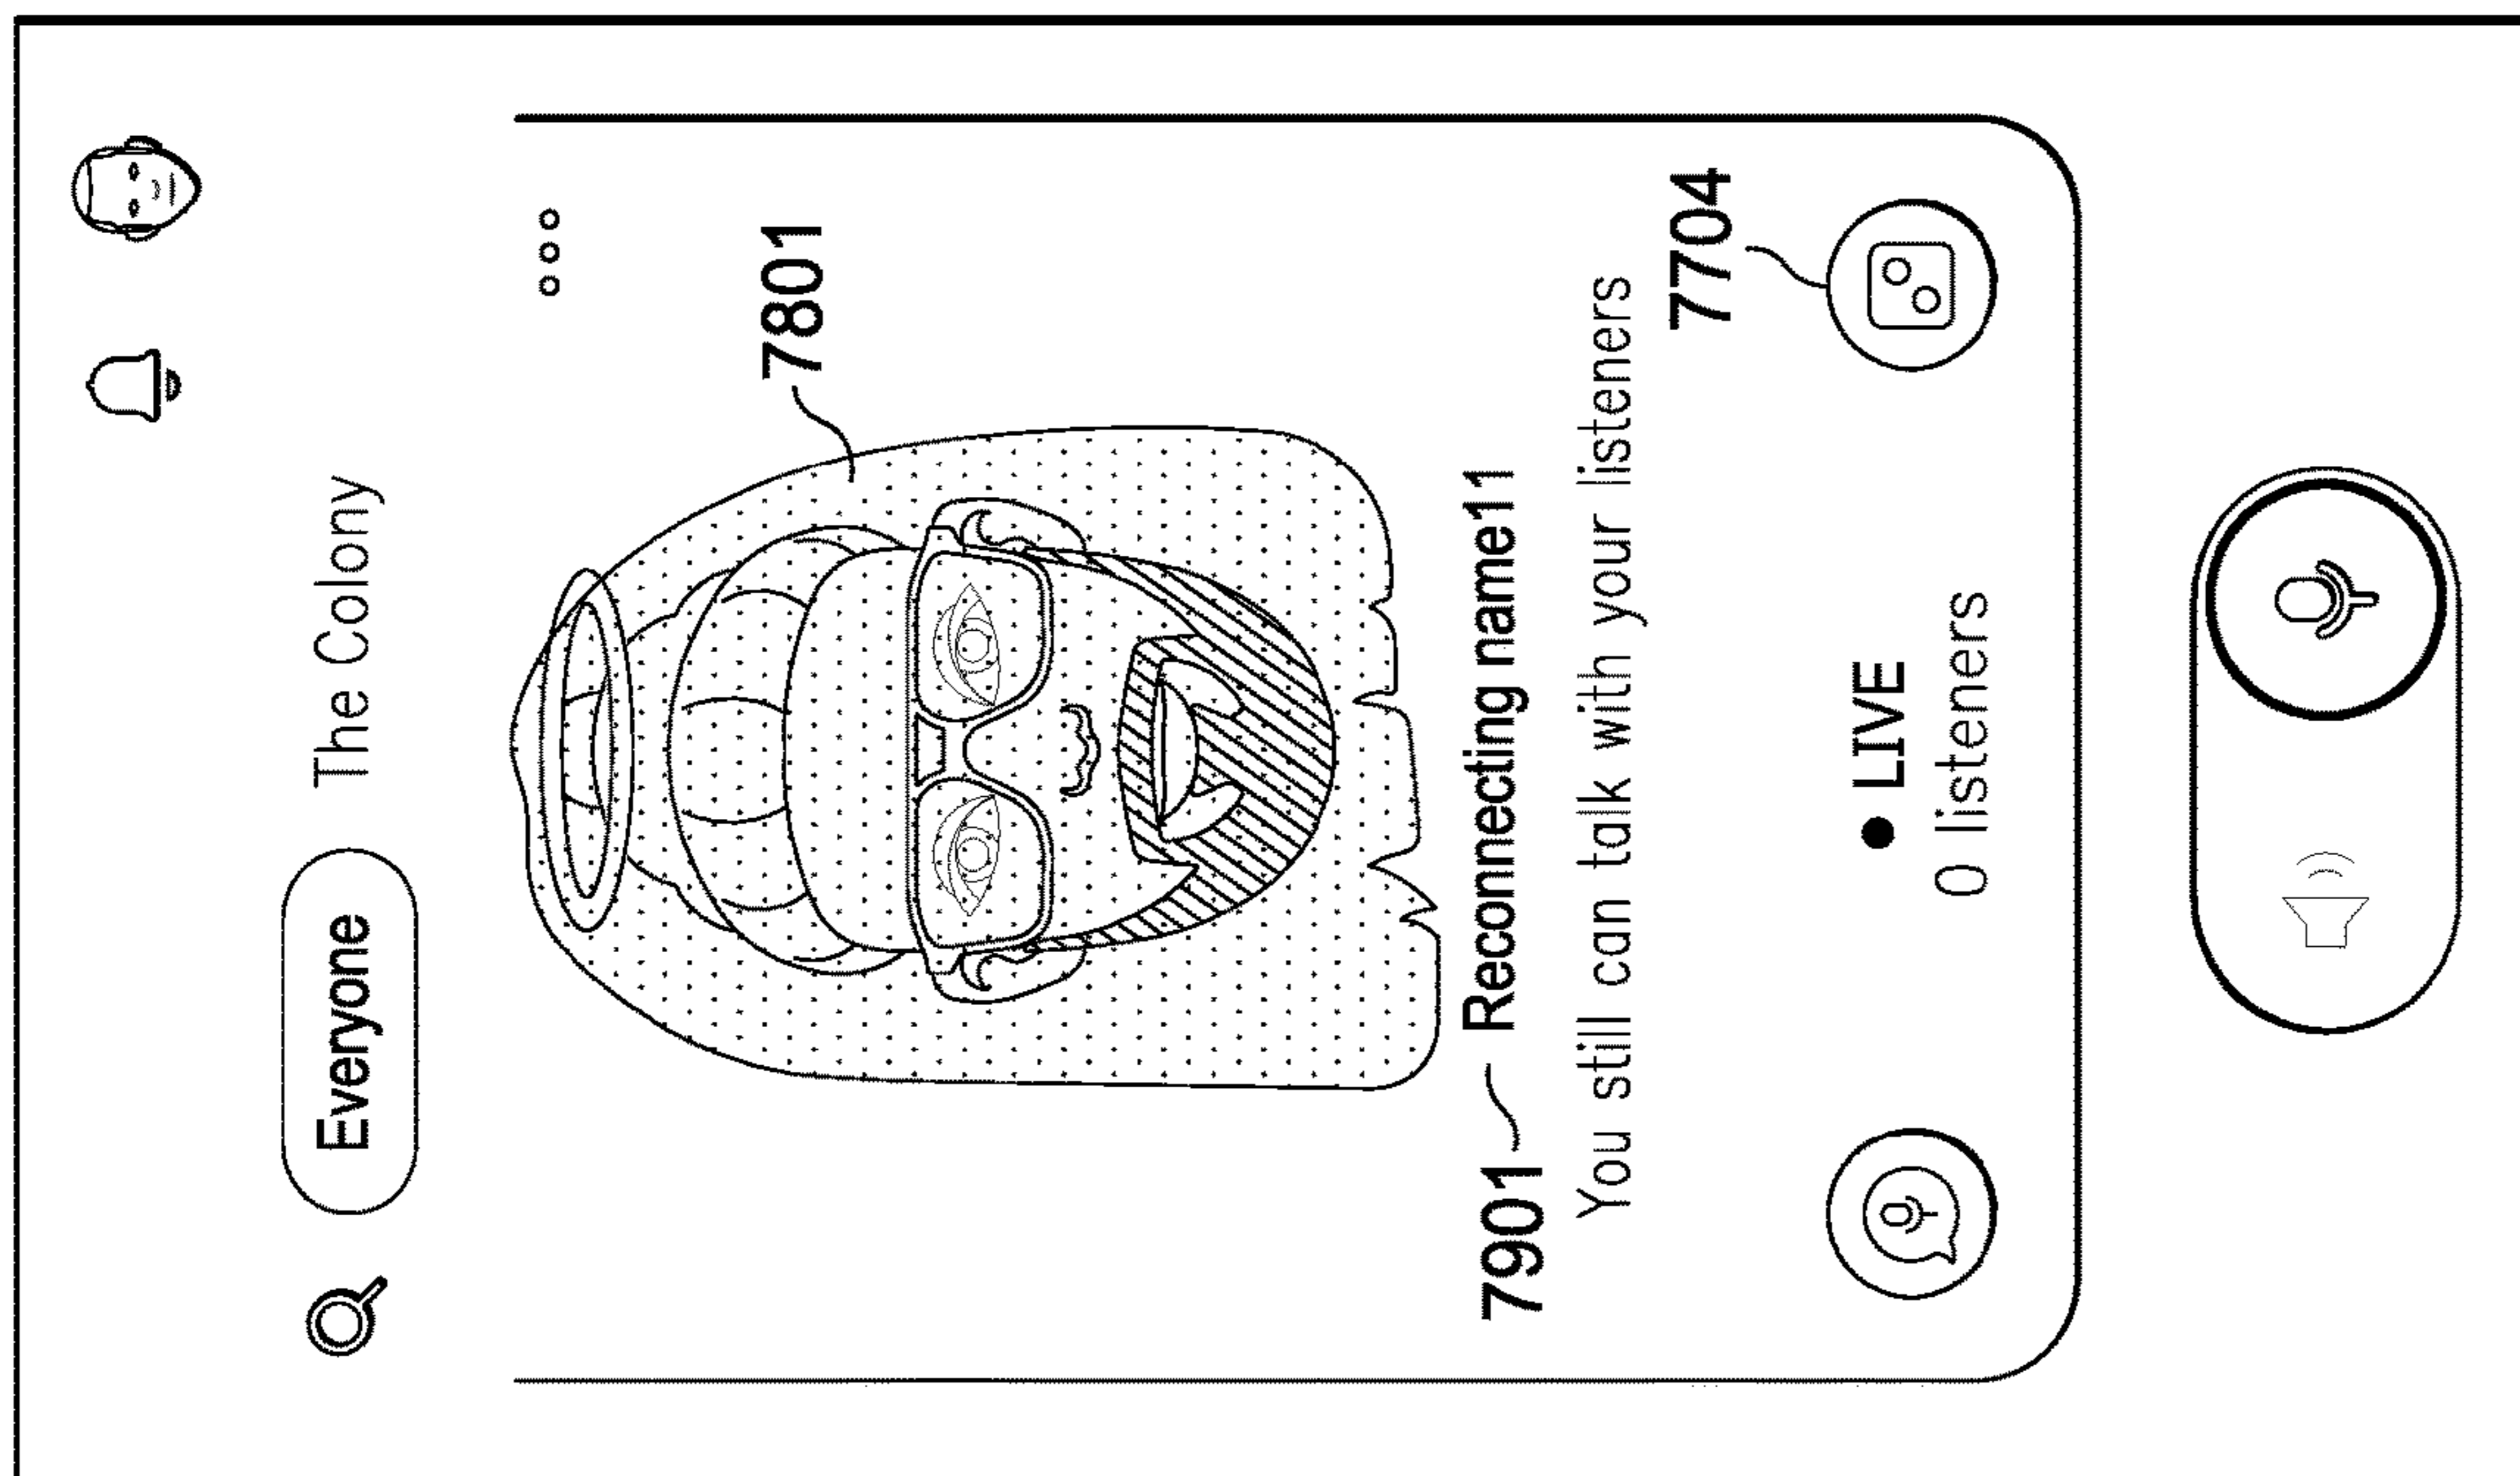 Everyone The Colony
7801
7901 Reconnecting name11
You still can talk with your listeners
7704
LIVE
0 listeners